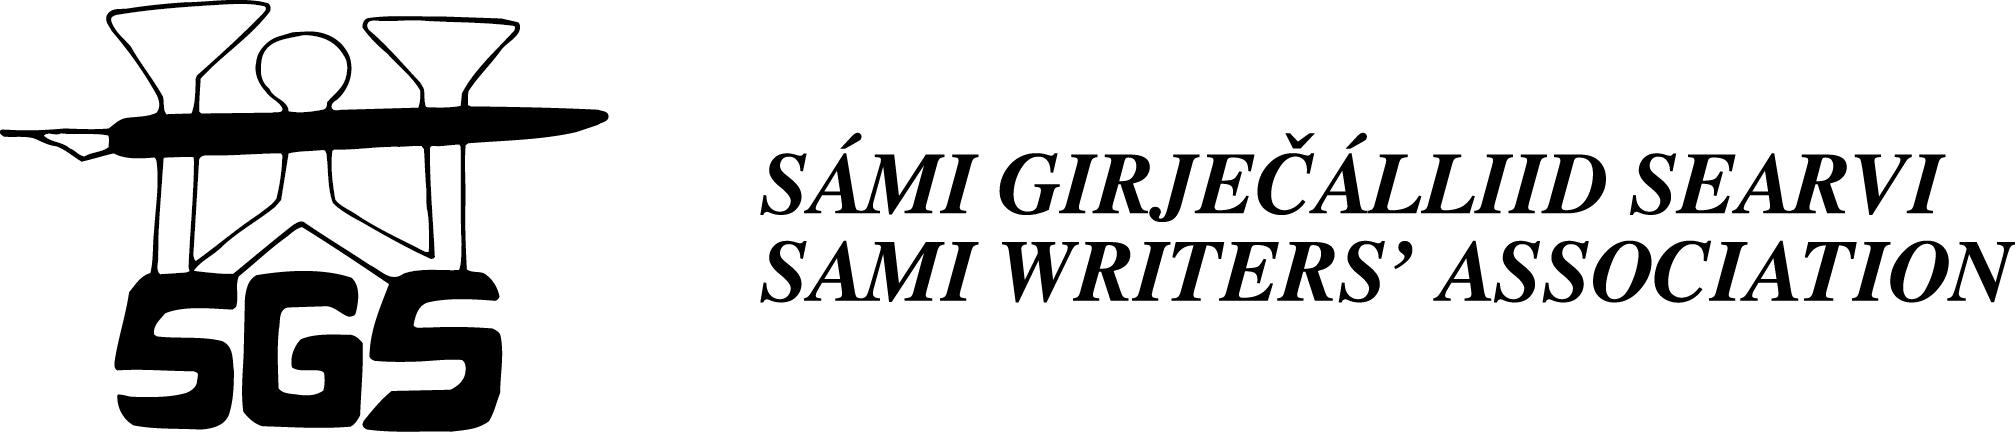 SGS
SÁMI GIRJEČÁLLIID SEARVI
SAMI WRITERS’ ASSOCIATION